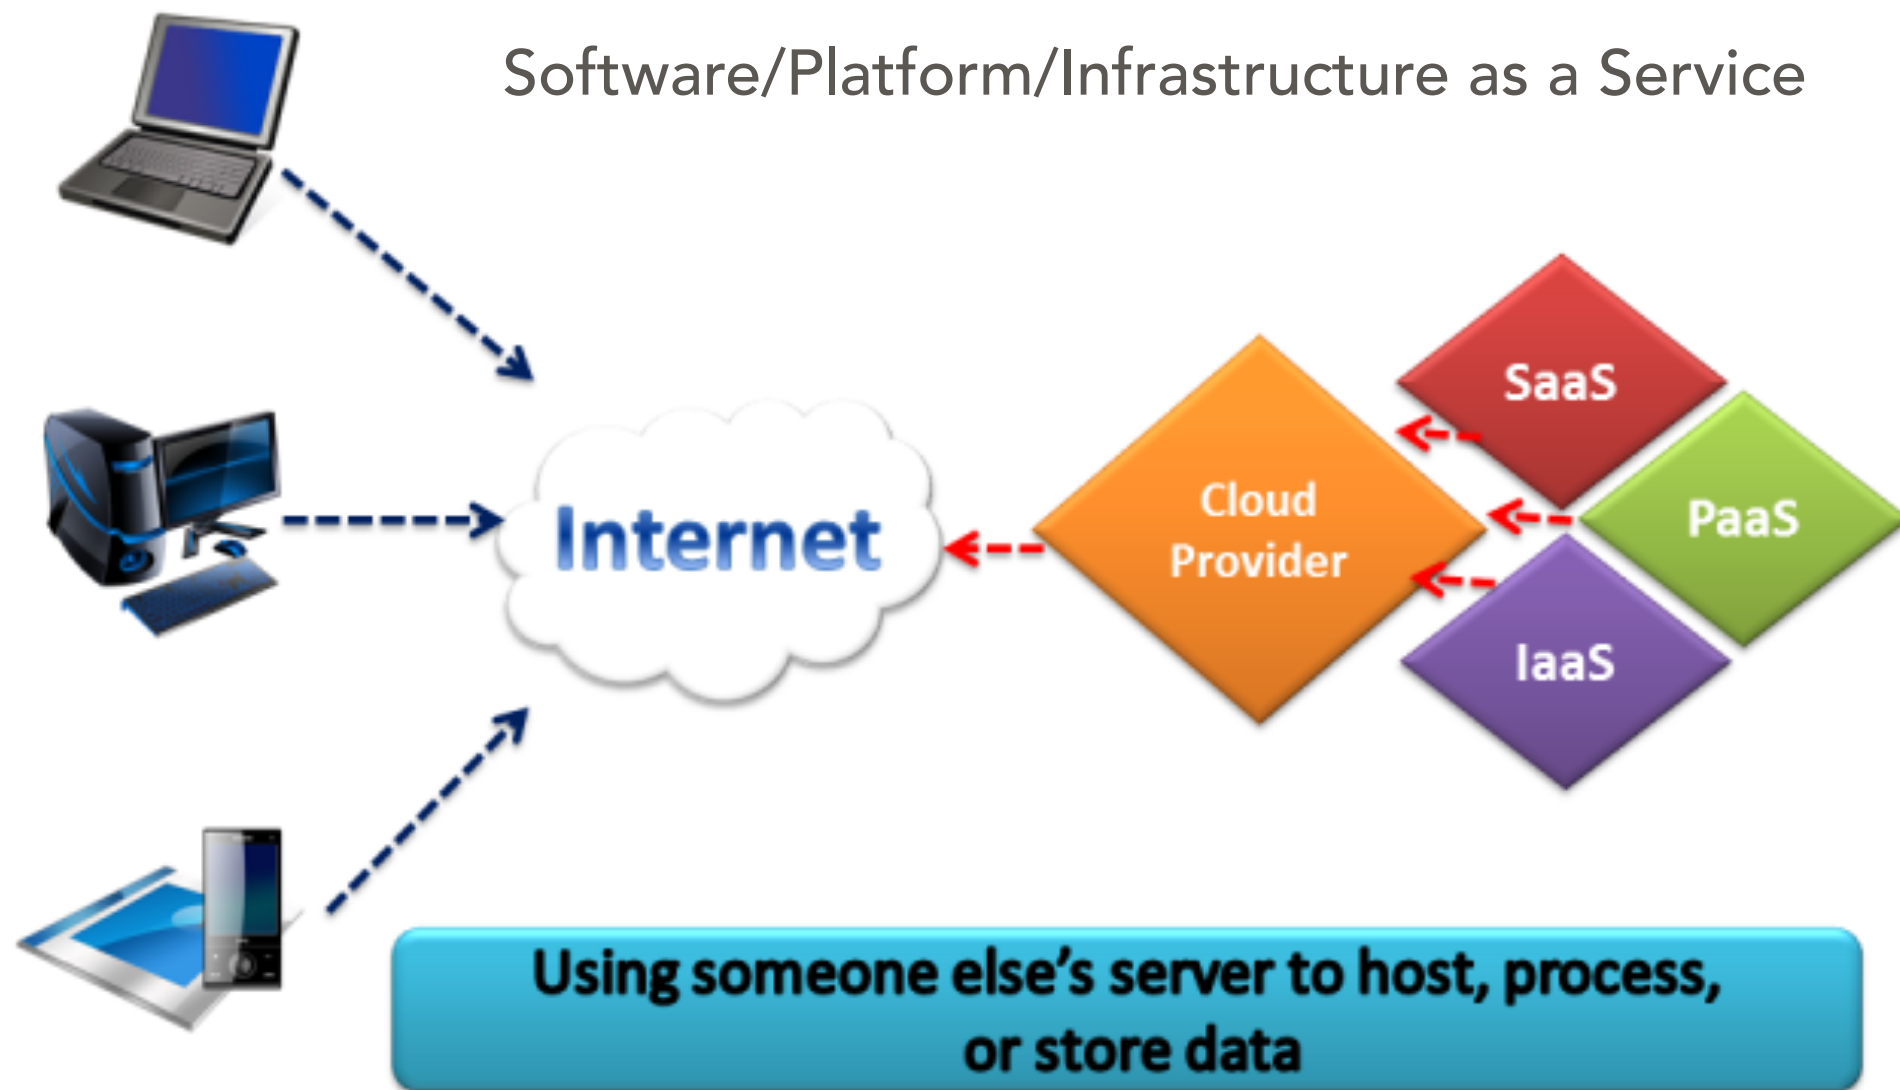 Software/Platform/Infrastructure as a Service
SaaS
Cloud
Provider
PaaS
Internet
IaaS
Using someone else's server to host, process,
or store data